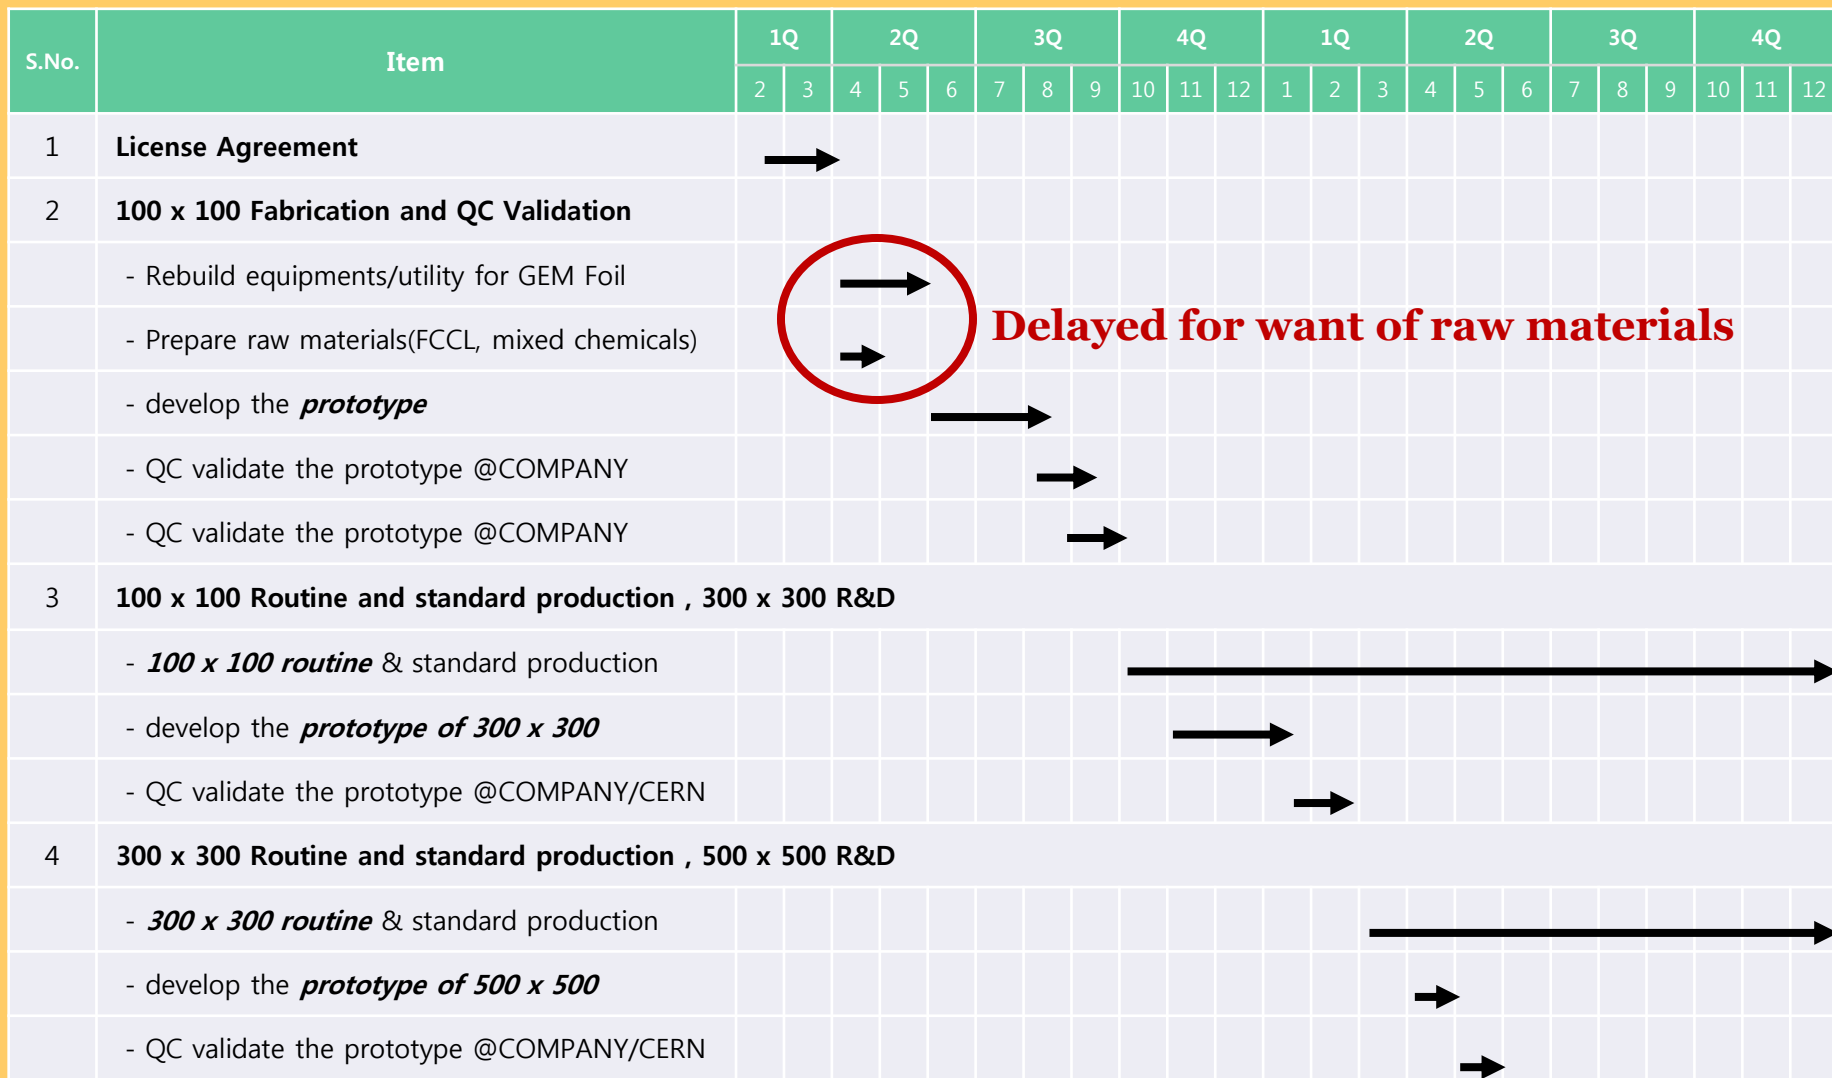 S.No. Item 1Q 2Q 3Q 4Q 1Q 2Q 3Q 4Q
2 3 4 5 6 7 8 9 10 11 12 1 2 3 4 5 6 7 8 9 10 11 12
1 License Agreement
2 100 x 100 Fabrication and QC Validation
- Rebuild equipments/utility for GEM Foil
Delayed for want of raw materials
- Prepare raw materials(FCCL, mixed chemicals)
- develop the prototype
- QC validate the prototype @COMPANY
- QC validate the prototype @COMPANY
3 100 x 100 Routine and standard production , 300 x 300 R&D
- 100 x 100 routine & standard production
- develop the prototype of 300 x 300
- QC validate the prototype @COMPANY/CERN
4 300 x 300 Routine and standard production , 500 x 500 R&D
- 300 x 300 routine & standard production
- develop the prototype of 500 x 500
- QC validate the prototype @COMPANY/CERN